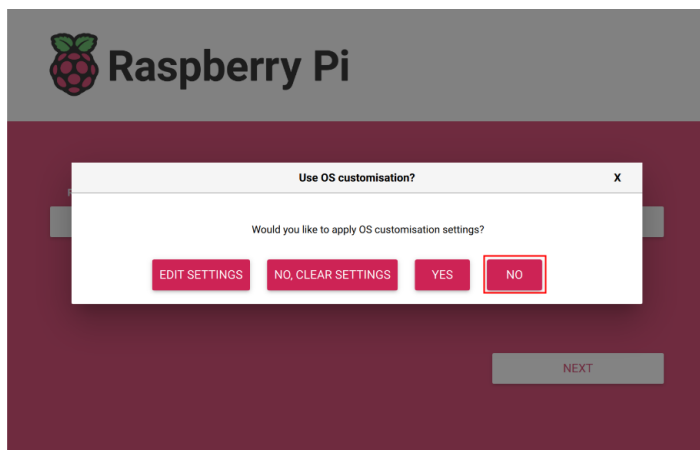 Raspberry Pi
Use OS customisation?
X
Would you like to apply OS customisation settings?
EDIT SETTINGS
NO, CLEAR SETTINGS
YES
NO
NEXT